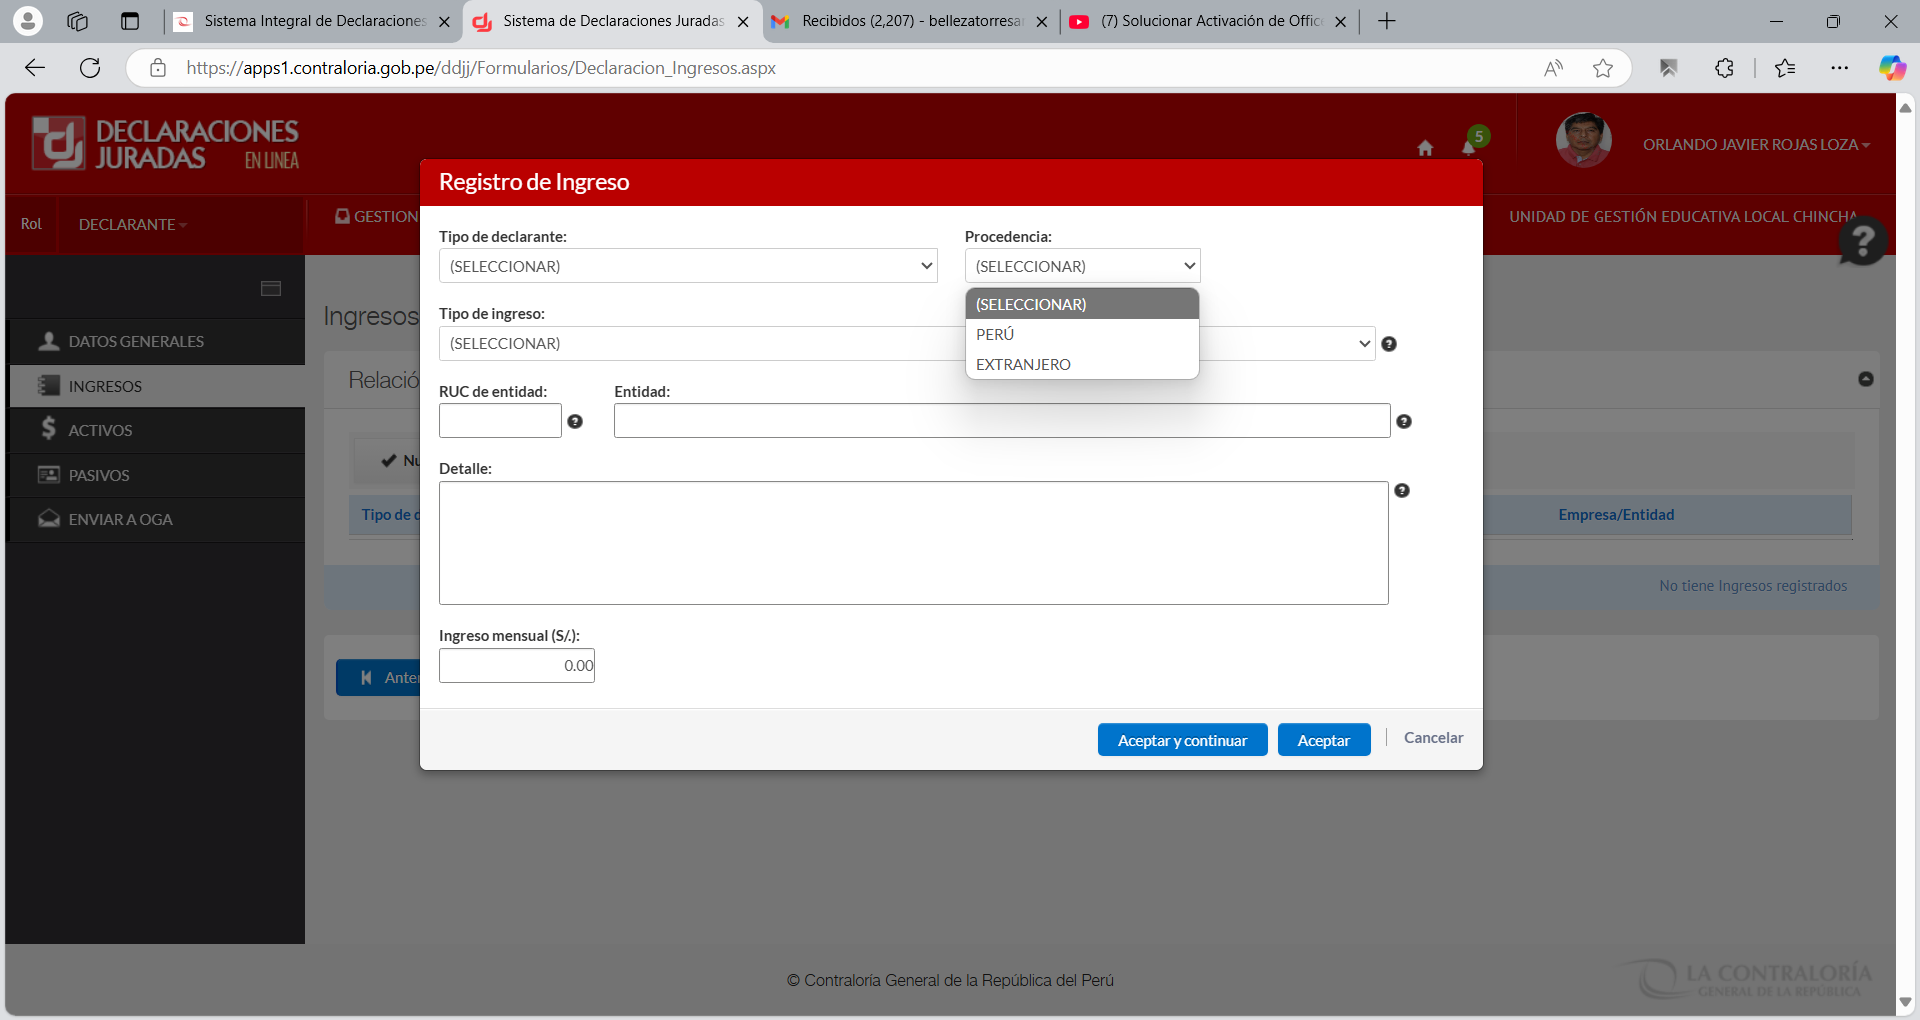 Sistema Integral de Declaraciones
Sistema de Declaraciones Juradas
Recibidos (2,207) - bellezatorresar
(7) Solucionar Activación de Offic
https://apps1.contraloria.gob.pe/ddjj/Formularios/Declaracion_Ingresos.aspx
DECLARACIONES
JURADAS
EN LINEA
5
ORLANDO JAVIER ROJAS LOZA
Rol
DECLARANTE
GESTION
UNIDAD DE GESTIÓN EDUCATIVA LOCAL CHINCHA
Registro de Ingreso
Tipo de declarante:
Procedencia:
(SELECCIONAR)
(SELECCIONAR)
(SELECCIONAR)
PERÚ
EXTRANJERO
Ingresos
Tipo de ingreso:
(SELECCIONAR)
DATOS GENERALES
INGRESOS
ACTIVOS
PASIVOS
ENVIAR A OGA
Relació
RUC de entidad:
Entidad:
Nu
Detalle:
Tipo de d
Empresa/Entidad
No tiene Ingresos registrados
Ingreso mensual (S/.):
0.00
Anter
Aceptar y continuar
Aceptar
Cancelar
© Contraloría General de la República del Perú
LA CONTRALORÍA
GENERAL DE LA REPÚBLICA